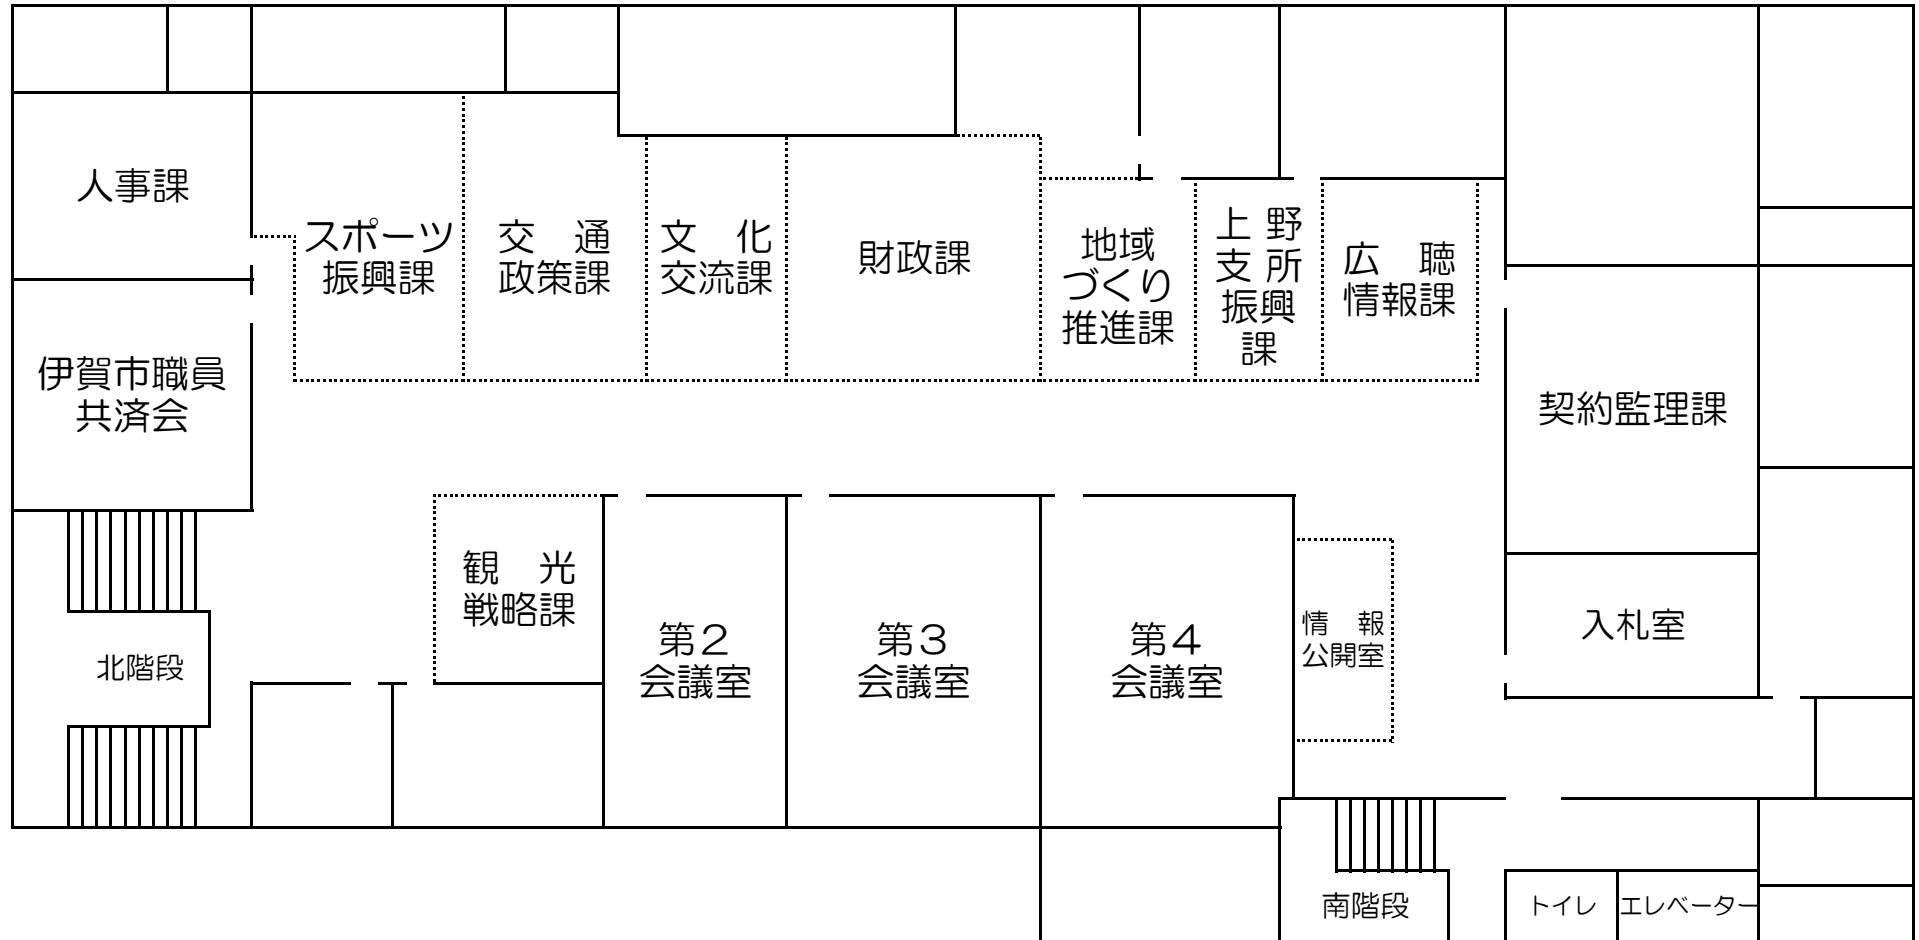 人事課
スポーツ
振興課
交　通
政策課
文　化
交流課
財政課
地域
づくり
推進課
上 野
支 所
振興
課
広　聴
情報課
伊賀市職員
共済会
契約監理課
観　光
戦略課
第２
会議室
第３
会議室
第４
会議室
情　報
公開室
入札室
北階段
南階段
トイレ
エレベーター